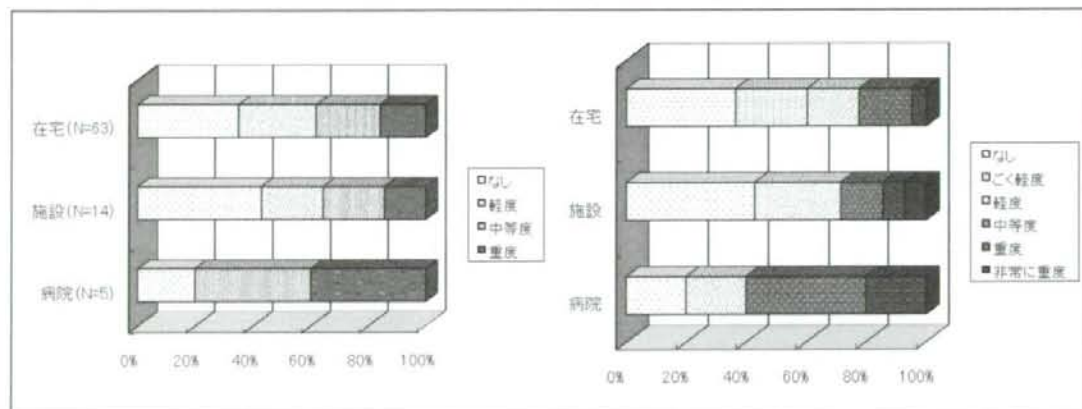 在宅(N=63)
施設(N=14)
病院(N=5)
0% 20% 40% 60% 80% 100%
なし
軽度
中等度
重度
在宅
施設
病院
0% 20% 40% 60% 80% 100%
なし
ごく軽度
軽度
中等度
重度
非常に重度